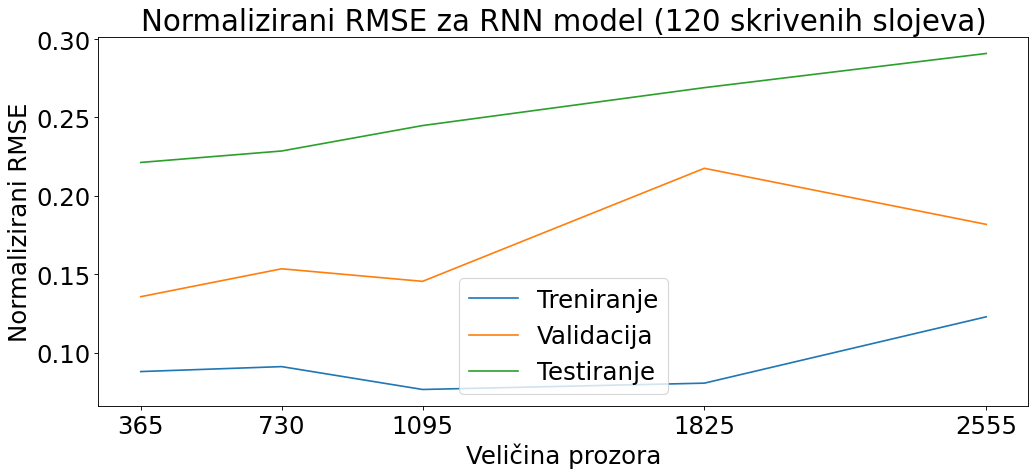 Normalizirani RMSE za RNN model (120 skrivenih slojeva)
Normalizirani RMSE
0.30
0.25
0.20
0.15
0.10
Treniranje
Validacija
Testiranje
365 730 1095 1825 2555
Veličina prozora